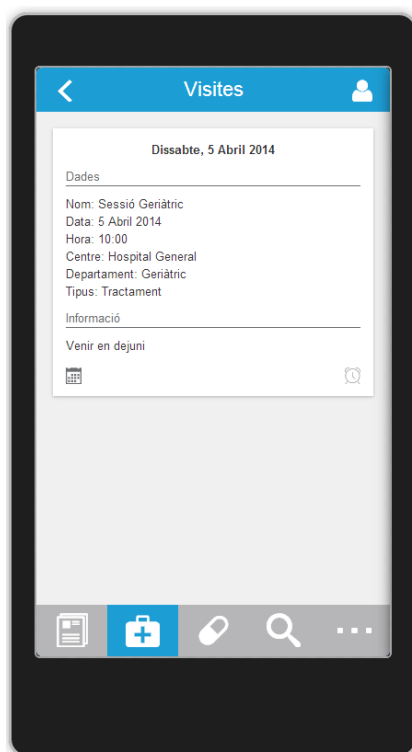 Visites
Dissabte, 5 Abril 2014
Dades
Nom: Sessió Geriàtric
Data: 5 Abril 2014
Hora: 10:00
Centre: Hospital General
Departament: Geriàtric
Tipus: Tractament
Informació
Venir en dejuni